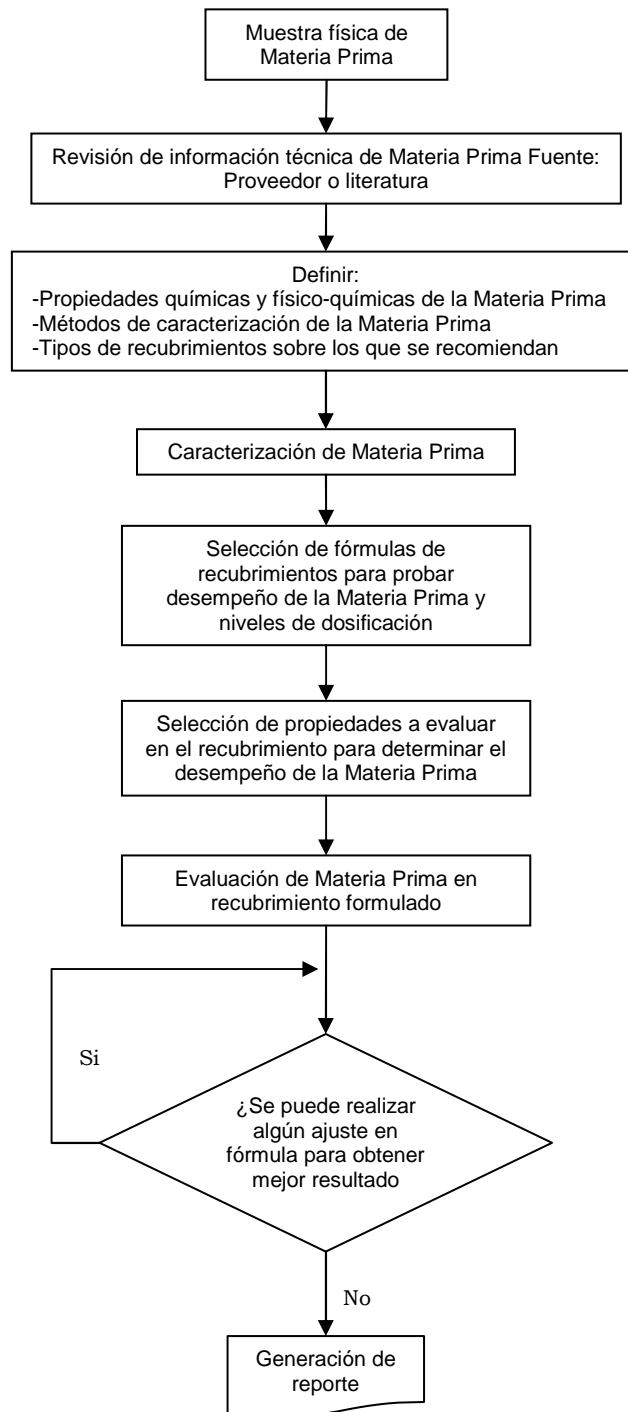 Muestra física de
Materia Prima
Revisión de información técnica de Materia Prima Fuente:
Proveedor o literatura
Definir:
-Propiedades químicas y físico-químicas de la Materia Prima
-Métodos de caracterización de la Materia Prima
-Tipos de recubrimientos sobre los que se recomiendan
Caracterización de Materia Prima
Selección de fórmulas de
recubrimientos para probar
desempeño de la Materia Prima y
niveles de dosificación
Selección de propiedades a evaluar
en el recubrimiento para determinar el
desempeño de la Materia Prima
Evaluación de Materia Prima en
recubrimiento formulado
Si
¿Se puede realizar
algún ajuste en
fórmula para obtener
mejor resultado
No
Generación de
reporte